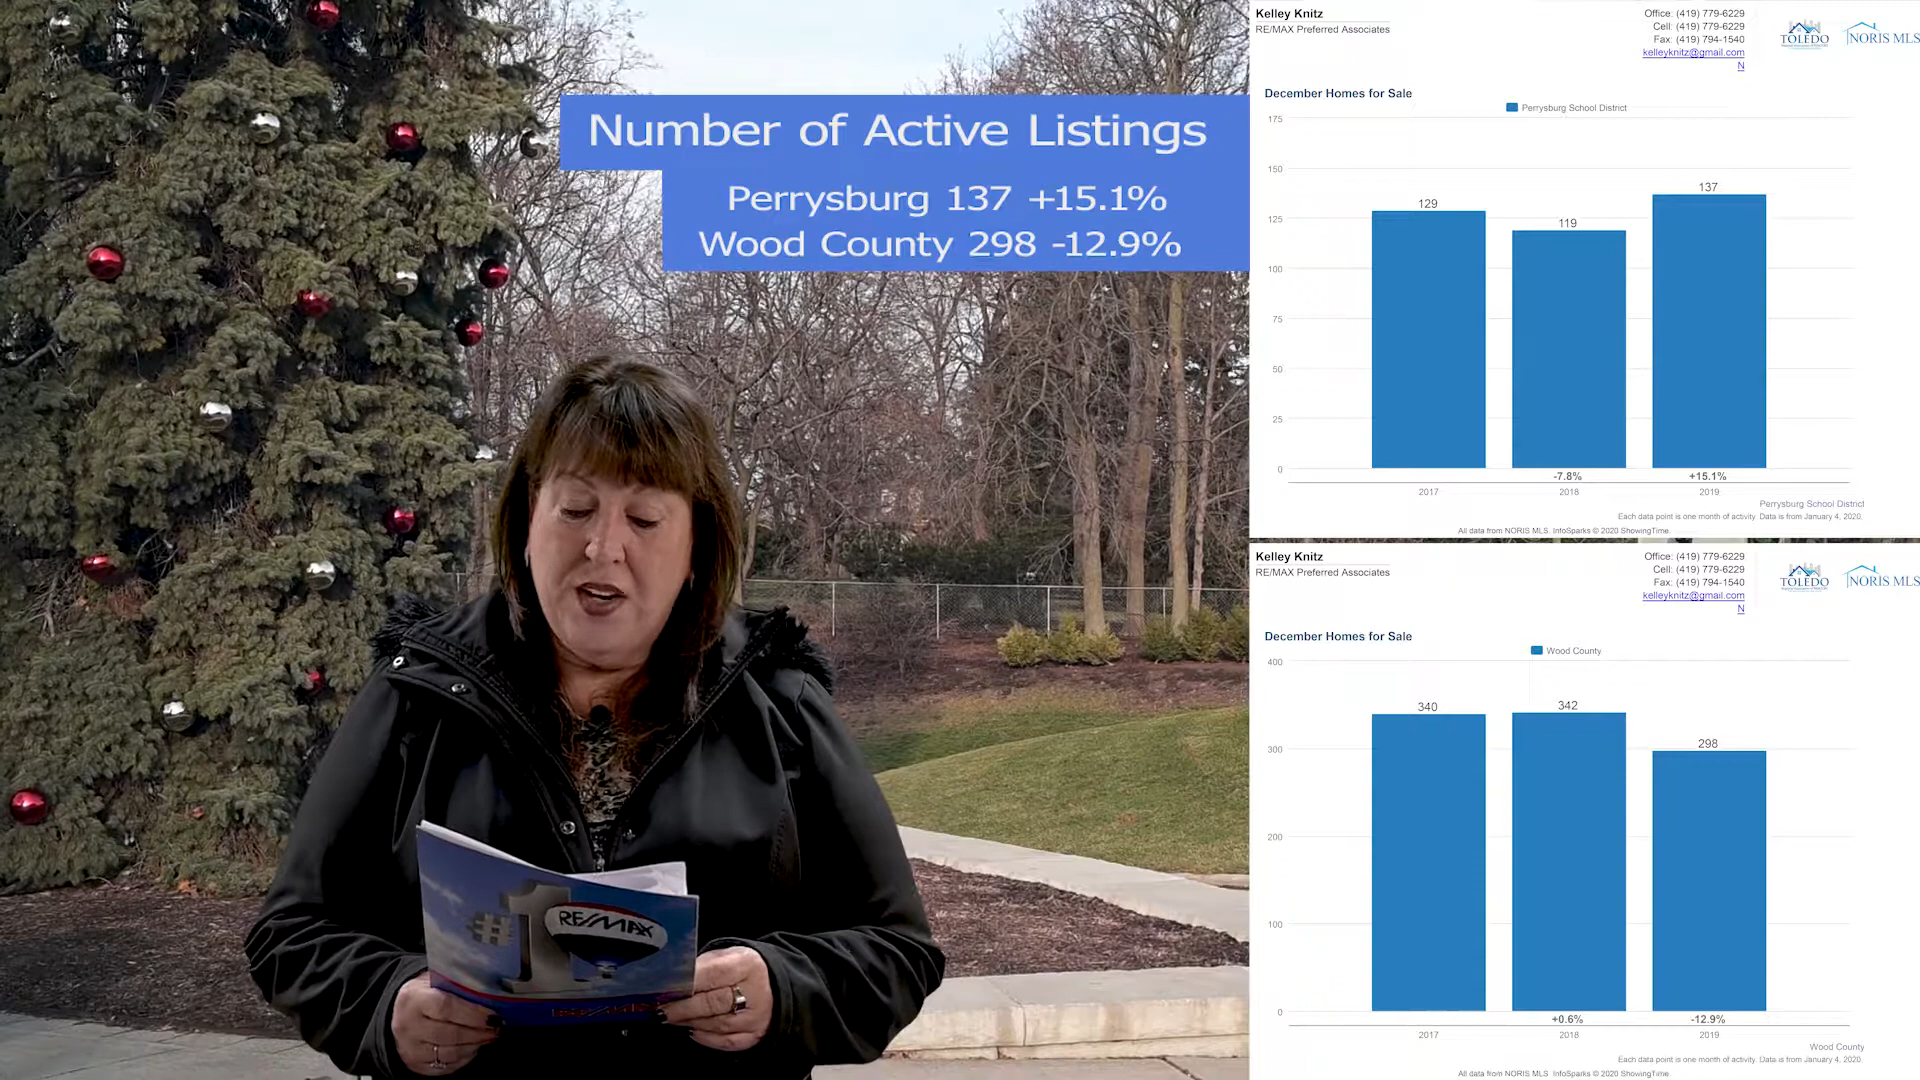 Number of Active Listings
Perrysburg 137 +15.1%
Wood County 298 -12.9%
#1
RE/MAX
Kelley Knitz
RE/MAX Preferred Associates
Office: (419) 779-6229
Cell: (419) 779-6229
Fax: (419) 794-1540
kelleyknitz@gmail.com
N
TOLEDO
NORIS MLS
December Homes for Sale
Perrysburg School District
175
150
125
100
75
50
25
0
129
119
137
-7.8%
+15.1%
2017
2018
2019
Perrysburg School District
Each data point is one month of activity. Data is from January 4, 2020.
All data from NORIS MLS. InfoSparks © 2020 ShowingTime.
Kelley Knitz
RE/MAX Preferred Associates
Office: (419) 779-6229
Cell: (419) 779-6229
Fax: (419) 794-1540
kelleyknitz@gmail.com
N
TOLEDO
NORIS MLS
December Homes for Sale
Wood County
400
300
200
100
0
340
342
298
+0.6%
-12.9%
2017
2018
2019
Wood County
Each data point is one month of activity. Data is from January 4, 2020.
All data from NORIS MLS. InfoSparks © 2020 ShowingTime.